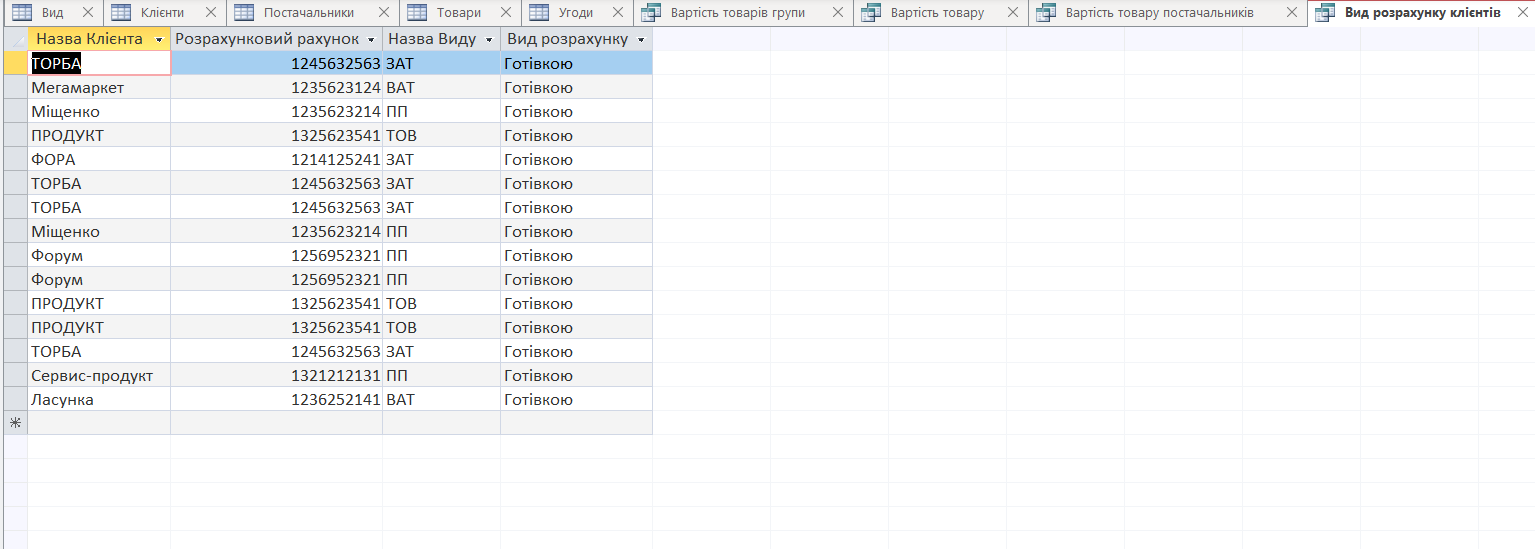 Вид Клієнти Постачальники Товари Угоди Вартість товарів групи Вартість товару Вартість товару постачальників Вид розрахунку клієнтів
Назва Клієнта Розрахунковий рахунок Назва Виду Вид розрахунку
ТОРБА 1245632563 ЗАТ Готівкою
Мегамаркет 1235623124 ВАТ Готівкою
Міщенко 1235623214 ПП Готівкою
ПРОДУКТ 1325623541 ТОВ Готівкою
ФОРА 1214125241 ЗАТ Готівкою
ТОРБА 1245632563 ЗАТ Готівкою
ТОРБА 1245632563 ЗАТ Готівкою
Міщенко 1235623214 ПП Готівкою
Форум 1256952321 ПП Готівкою
Форум 1256952321 ПП Готівкою
ПРОДУКТ 1325623541 ТОВ Готівкою
ПРОДУКТ 1325623541 ТОВ Готівкою
ТОРБА 1245632563 ЗАТ Готівкою
Сервис-продукт 1321212131 ПП Готівкою
Ласунка 1236252141 ВАТ Готівкою